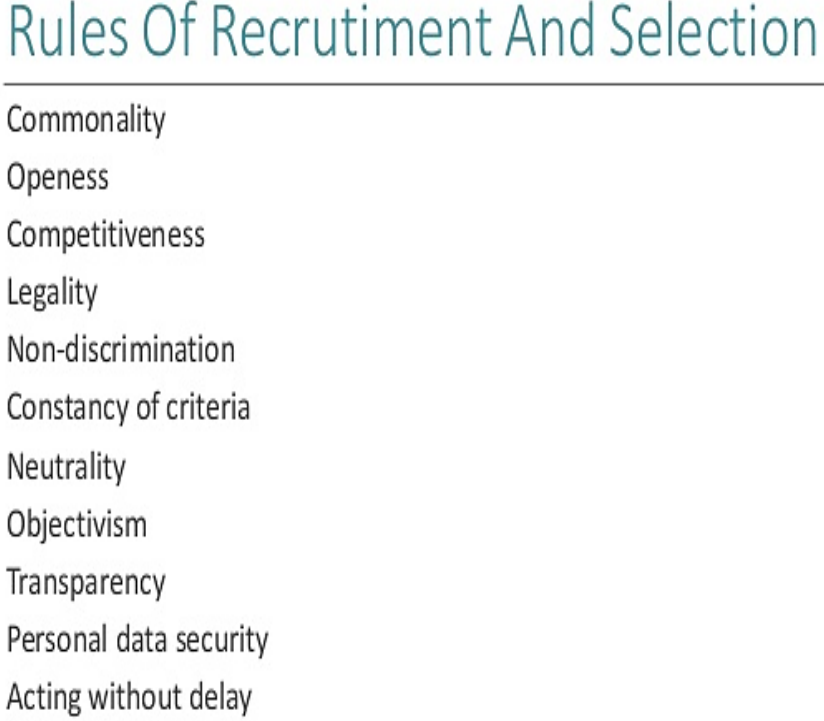 Rules Of Recrutiment And Selection
Commonality
Openess
Competitiveness
Legality
Non-discrimination
Constancy of criteria
Neutrality
Objectivism
Transparency
Personal data security
Acting without delay